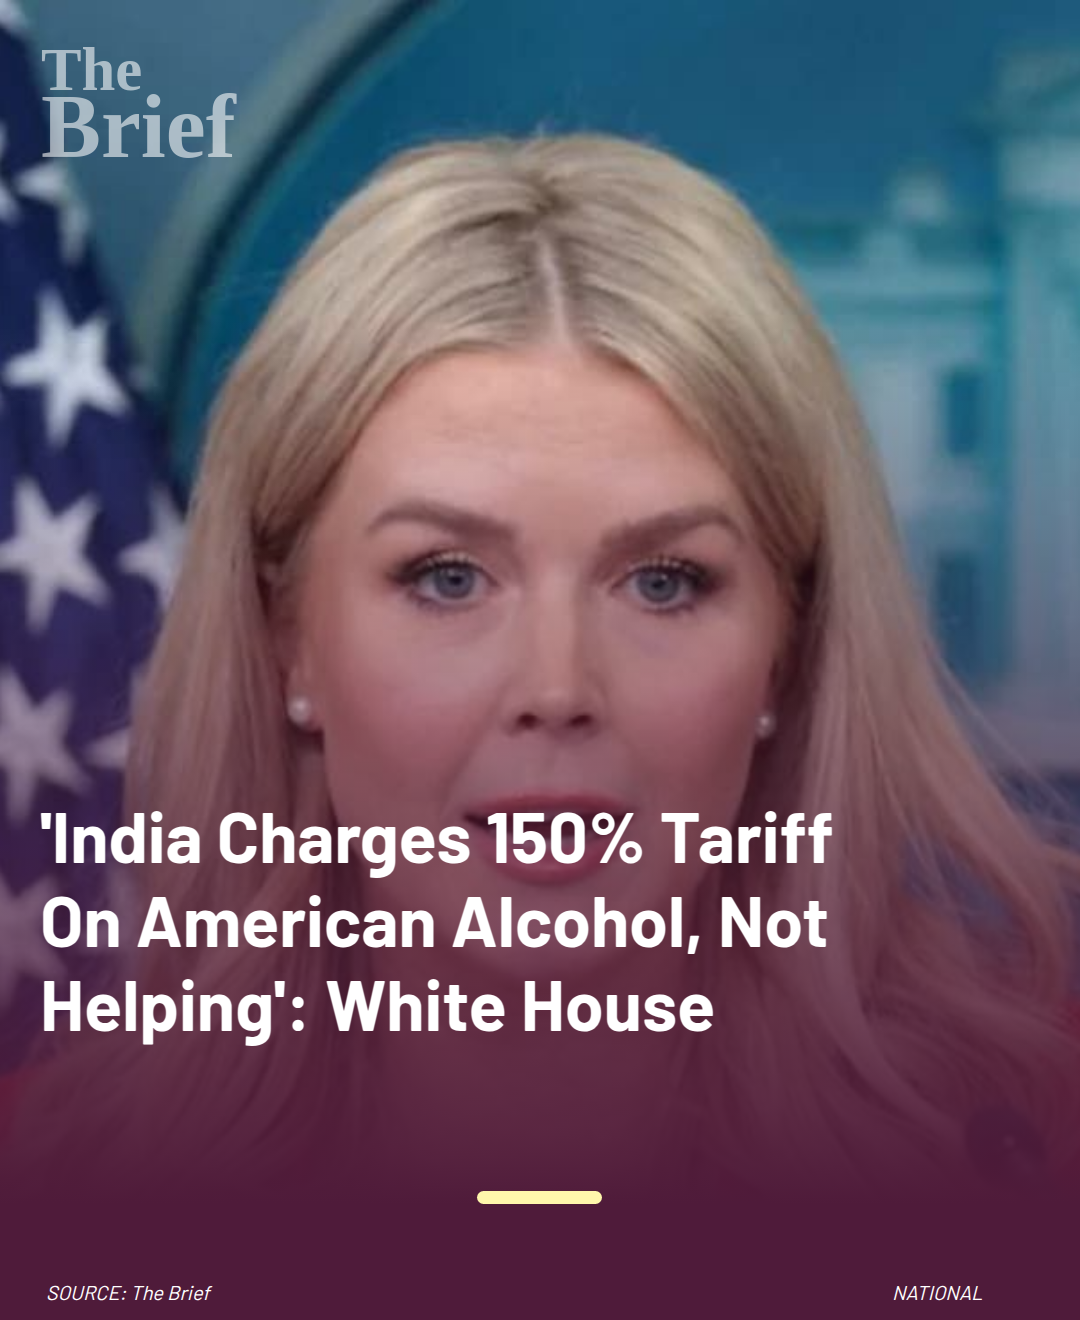 The
Brief
'India Charges 150% Tariff
On American Alcohol, Not
Helping': White House
SOURCE: The Brief
NATIONAL